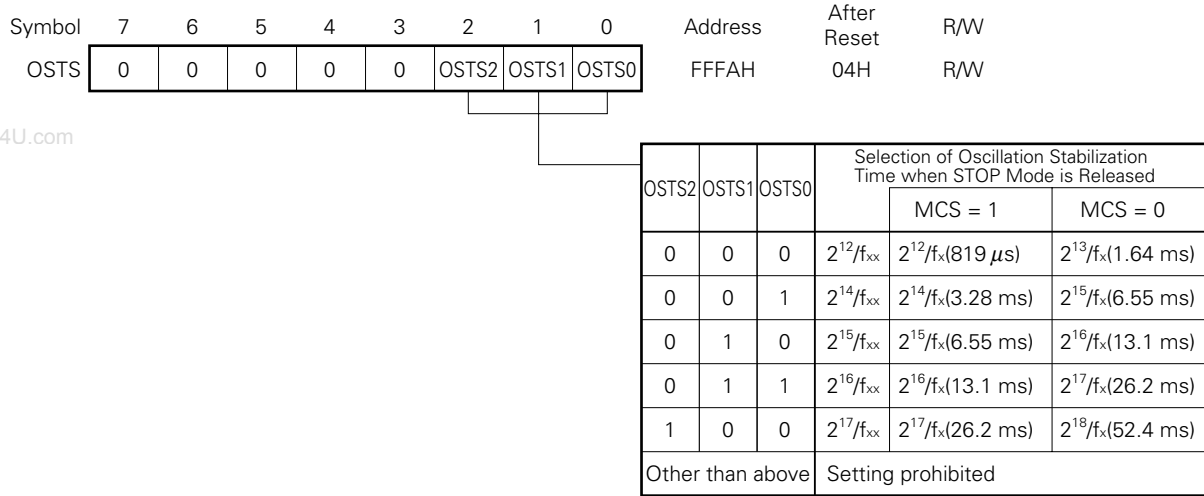 Symbol 7 6 5 4 3 2 1 0 Address After Reset R/W
OSTS 0 0 0 0 0 OSTS2 OSTS1 OSTS0 FFFAH 04H R/W
4U.com
OSTS2 OSTS1 OSTS0 Selection of Oscillation Stabilization
Time when STOP Mode is Released
MCS = 1 MCS = 0
0 0 0 2¹²/fxx 2¹²/fx(819 µs) 2¹³/fx(1.64 ms)
0 0 1 2¹⁴/fxx 2¹⁴/fx(3.28 ms) 2¹⁵/fx(6.55 ms)
0 1 0 2¹⁵/fxx 2¹⁵/fx(6.55 ms) 2¹⁶/fx(13.1 ms)
0 1 1 2¹⁶/fxx 2¹⁶/fx(13.1 ms) 2¹⁷/fx(26.2 ms)
1 0 0 2¹⁷/fxx 2¹⁷/fx(26.2 ms) 2¹⁸/fx(52.4 ms)
Other than above Setting prohibited